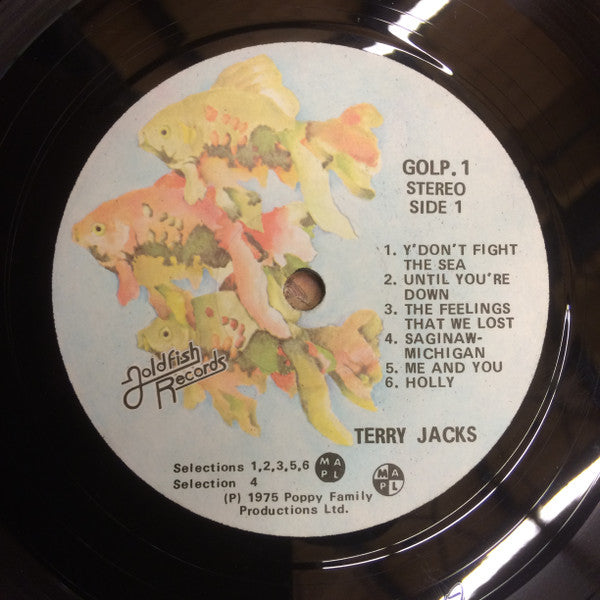 GOLP.1
STEREO
SIDE 1
1. Y'DON'T FIGHT
THE SEA
2. UNTIL YOU'RE
DOWN
3. THE FEELINGS
THAT WE LOST
4. SAGINAW-
MICHIGAN
5. ME AND YOU
6. HOLLY
Goldfish
Records
TERRY JACKS
Selections 1,2,3,5,6 M A P L
Selection 4 M A P L
(P) 1975 Poppy Family
Productions Ltd.